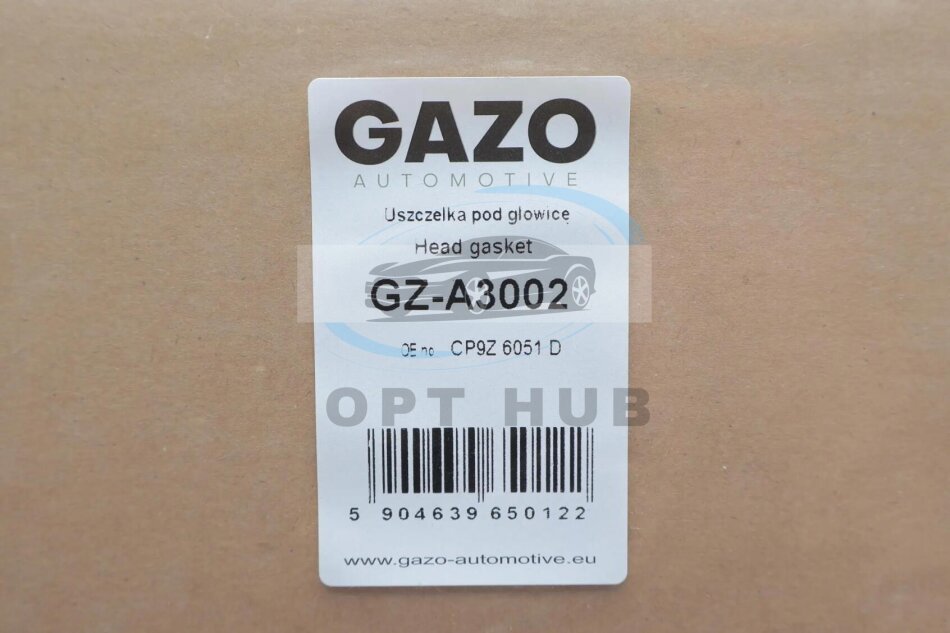 GAZO
AUTOMOTIVE
Uszczelka pod głowicę
Head gasket
GZ-A3002
OE no CP9Z 6051 D
OPT HUB
5 904639 650122
www.gazo-automotive.eu